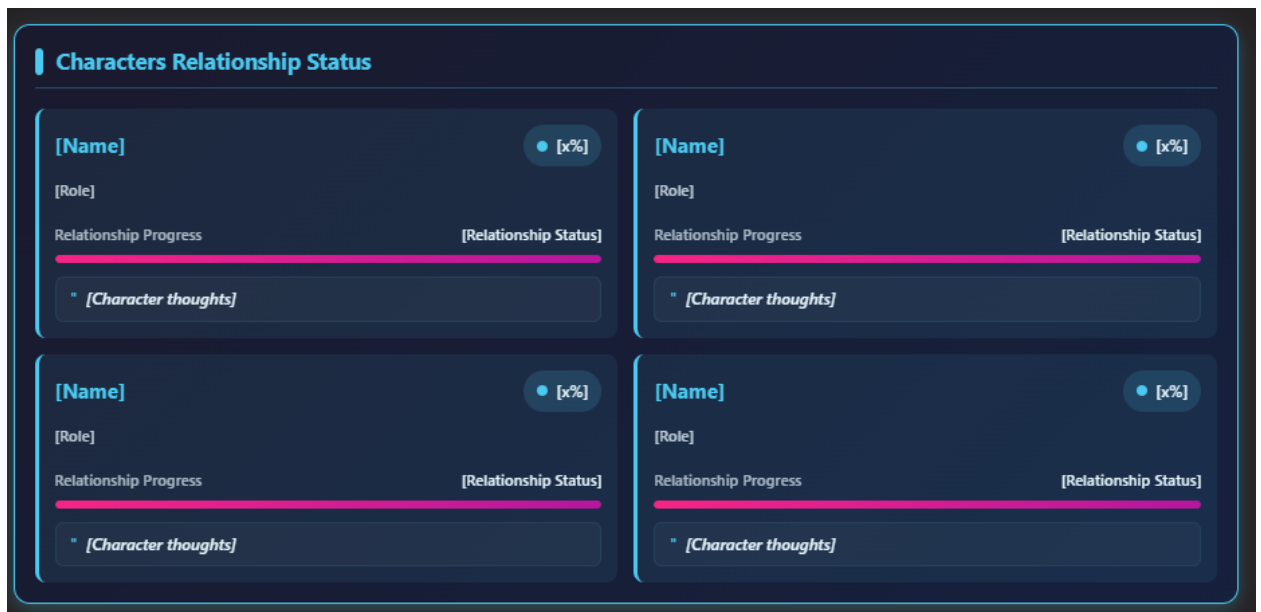 Characters Relationship Status
[Name] [x%]
[Role]
Relationship Progress [Relationship Status]
" [Character thoughts]
[Name] [x%]
[Role]
Relationship Progress [Relationship Status]
" [Character thoughts]
[Name] [x%]
[Role]
Relationship Progress [Relationship Status]
" [Character thoughts]
[Name] [x%]
[Role]
Relationship Progress [Relationship Status]
" [Character thoughts]